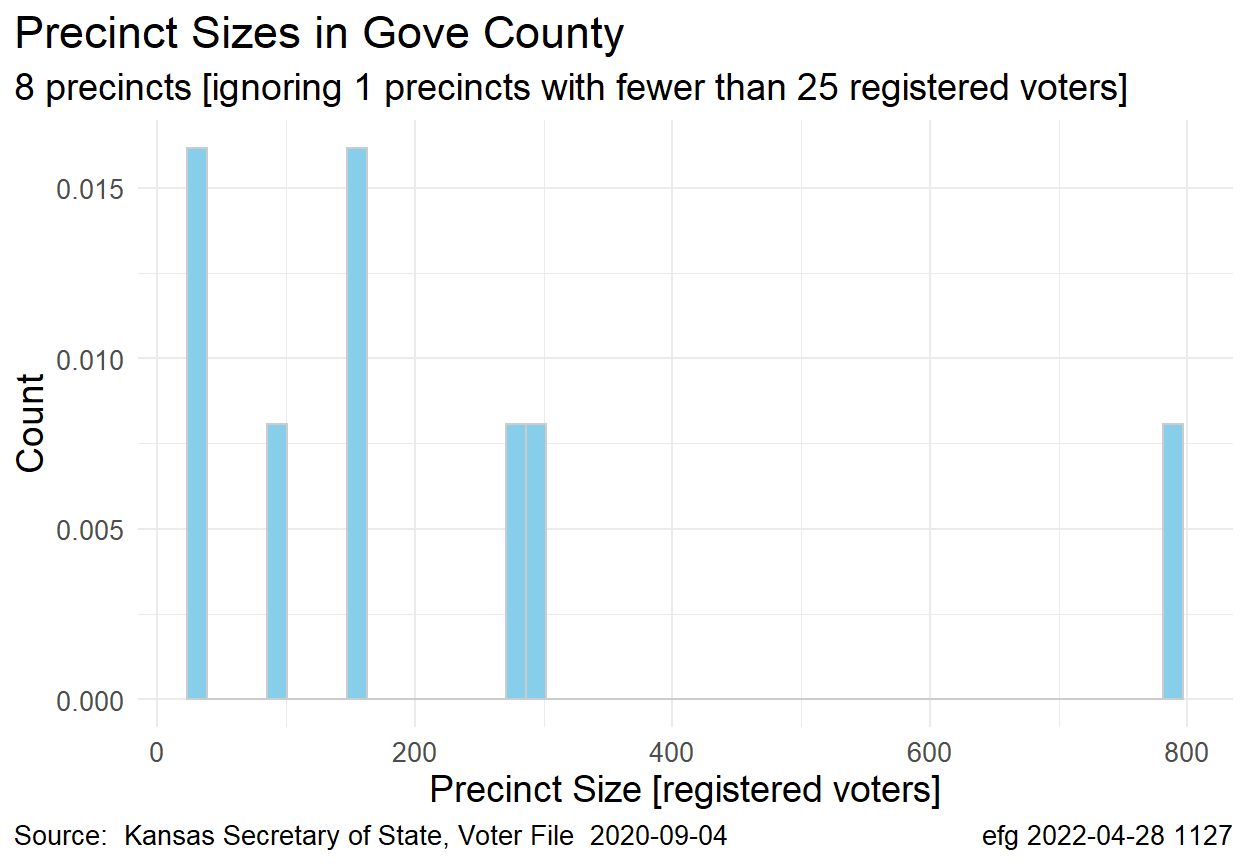 Precinct Sizes in Gove County
8 precincts [ignoring 1 precincts with fewer than 25 registered voters]
Count
0.015
0.010
0.005
0.000
0 200 400 600 800
Precinct Size [registered voters]
Source:  Kansas Secretary of State, Voter File  2020-09-04
efg 2022-04-28 1127